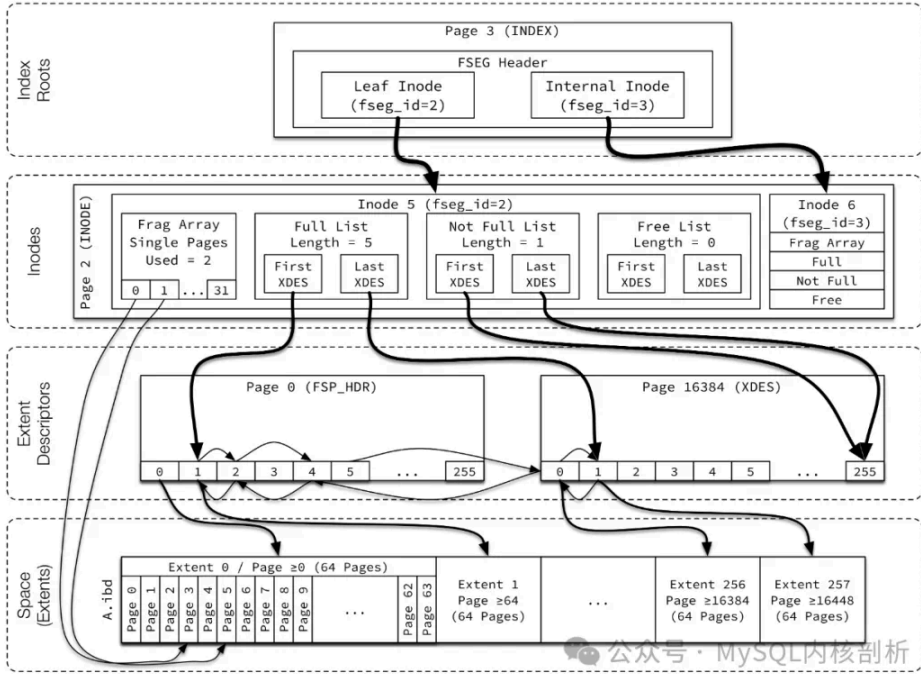 Index
Roots
Page 3 (INDEX)
FSEG Header
Leaf Inode
(fseg_id=2)
Internal Inode
(fseg_id=3)
Inodes
Page 2 (INODE)
Inode 5 (fseg_id=2)
Frag Array
Single Pages
Used = 2
0 1 ... 31
Full List
Length = 5
First
XDES
Last
XDES
Not Full List
Length = 1
First
XDES
Last
XDES
Free List
Length = 0
First
XDES
Last
XDES
Inode 6
(fseg_id=3)
Frag Array
Full
Not Full
Free
Extent
Descriptors
Page 0 (FSP_HDR)
0 1 2 3 4 5 ... 255
Page 16384 (XDES)
0 1 2 3 4 5 ... 255
Space
(Extents)
A.ibd
Extent 0 / Page ≥0 (64 Pages)
Page 0
Page 1
Page 2
Page 3
Page 4
Page 5
Page 6
Page 7
Page 8
Page 9
...
Page 62
Page 63
Extent 1
Page ≥64
(64 Pages)
...
Extent 256
Page ≥16384
(64 Pages)
Extent 257
Page ≥16448
(64 Pages)
公众号 · MySQL内核剖析